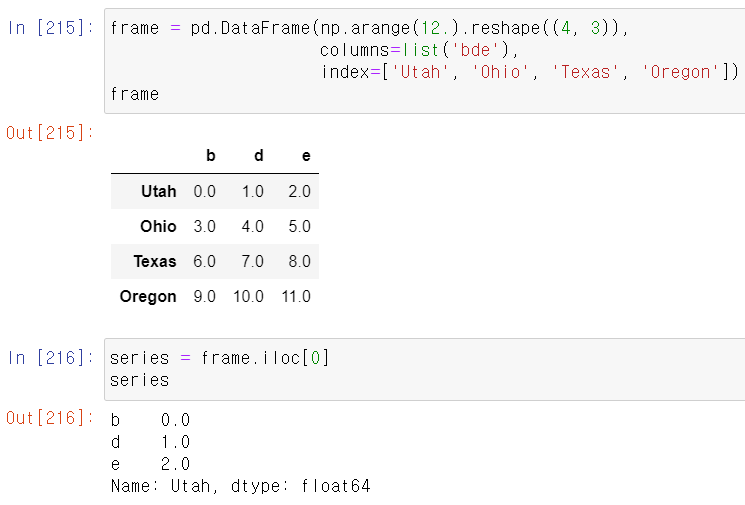 In [215]: frame = pd.DataFrame(np.arange(12.).reshape((4, 3)),
columns=list('bde'),
index=['Utah', 'Ohio', 'Texas', 'Oregon'])
frame
Out[215]:
b d e
Utah 0.0 1.0 2.0
Ohio 3.0 4.0 5.0
Texas 6.0 7.0 8.0
Oregon 9.0 10.0 11.0
In [216]: series = frame.iloc[0]
series
Out[216]: b 0.0
d 1.0
e 2.0
Name: Utah, dtype: float64